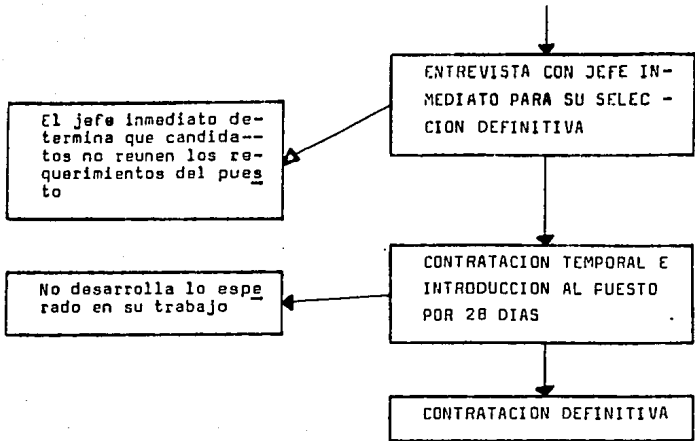 ENTREVISTA CON JEFE IN-
MEDIATO PARA SU SELEC -
CION DEFINITIVA
El jefe inmediato de-
termina que candida--
tos no reunen los re-
querimientos del pues
to
CONTRATACION TEMPORAL E
INTRODUCCION AL PUESTO
POR 28 DIAS
No desarrolla lo espe
rado en su trabajo
CONTRATACION DEFINITIVA